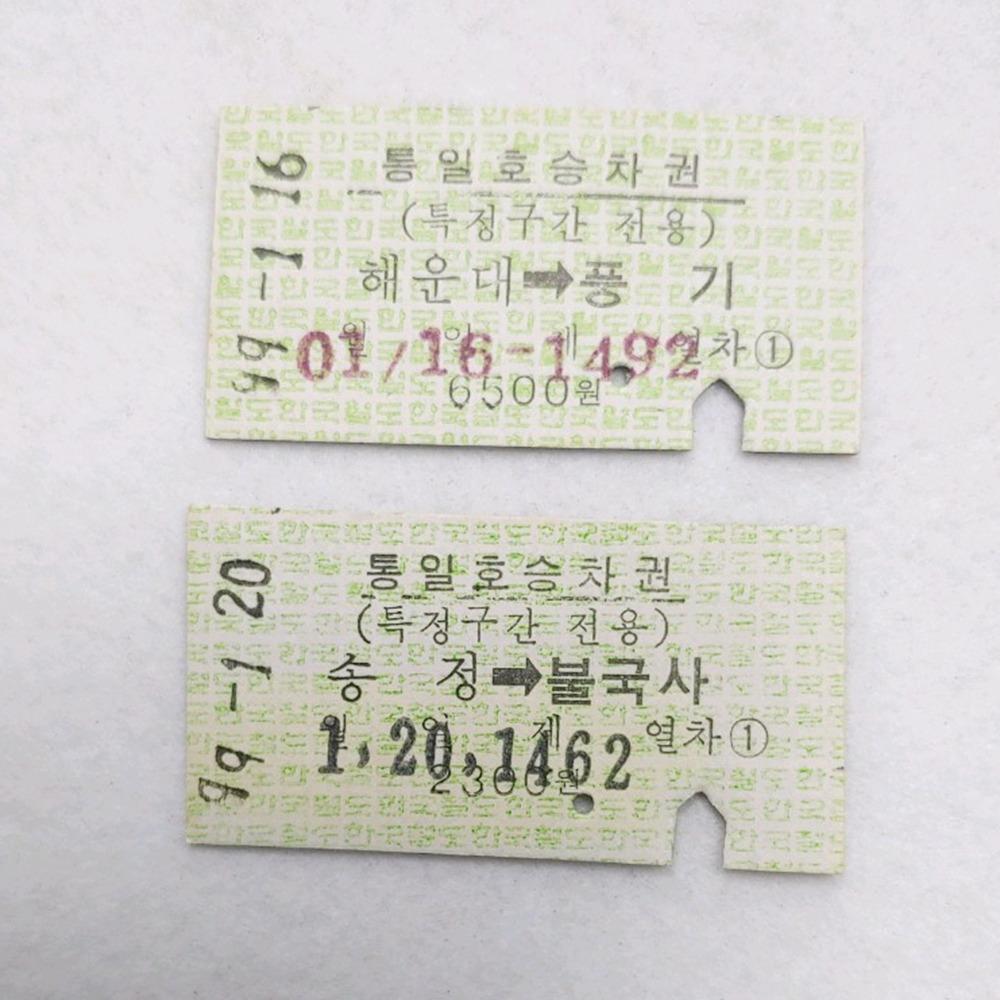 99-1 16
통일호승차권
(특정구간 전용)
해운대➡풍 기
월 일 제 열차①
01/16-1492
6500원
99-1 20
통일호승차권
(특정구간 전용)
송 정➡불국사
월 일 제 열차①
1.20.1462
2300원